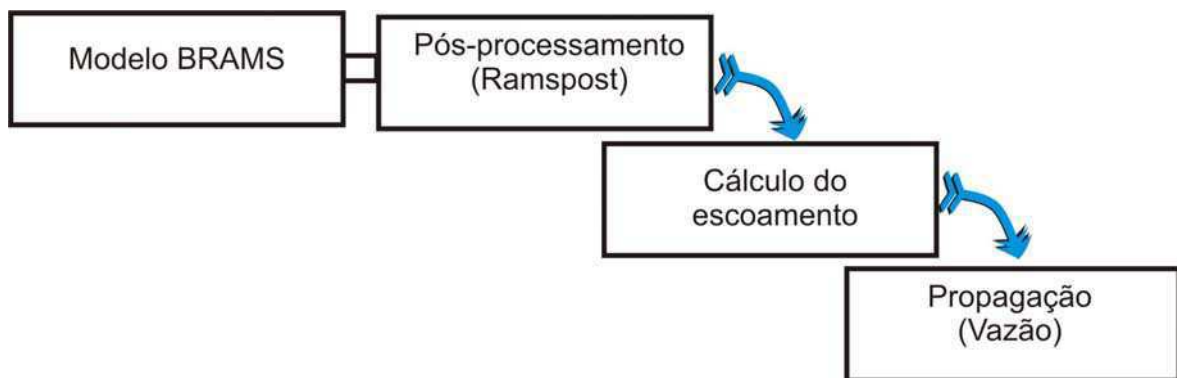 Modelo BRAMS
Pós-processamento
(Ramspost)
Cálculo do
escoamento
Propagação
(Vazão)